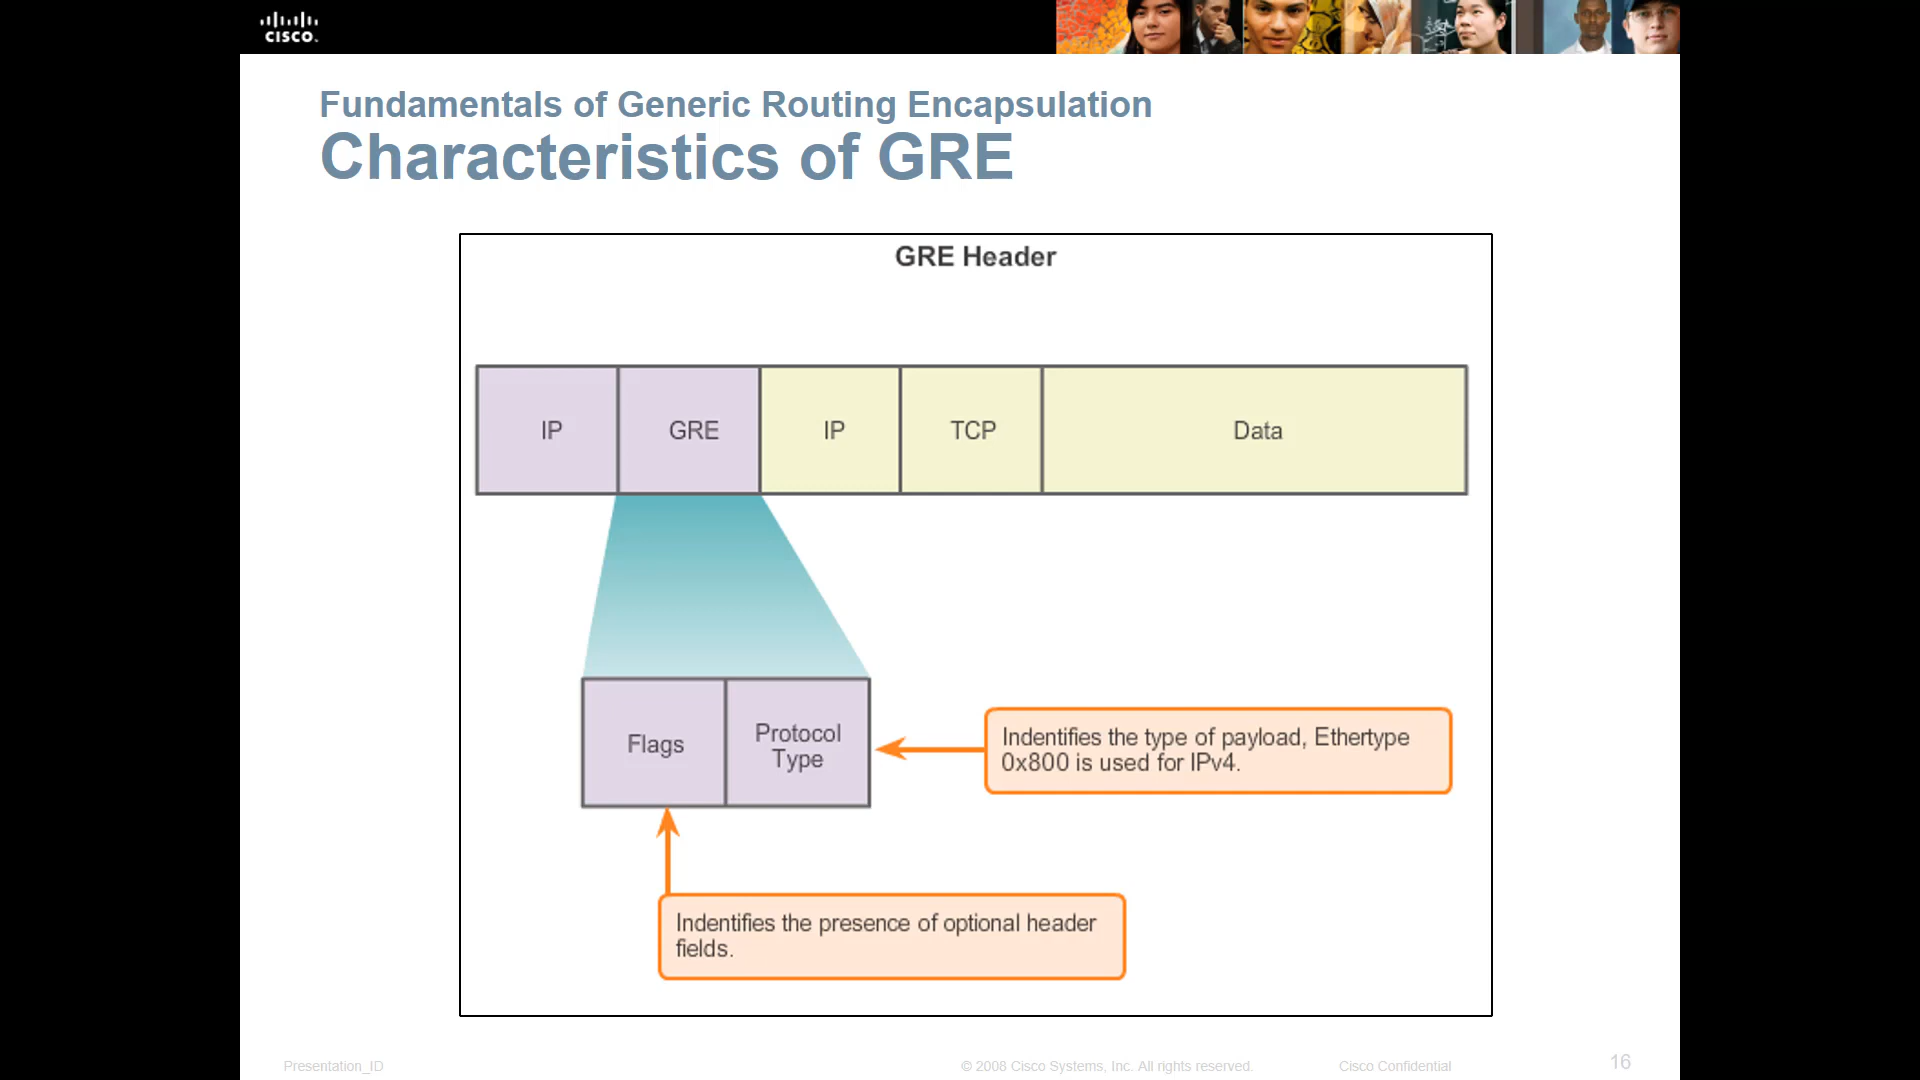 CISCO.
Fundamentals of Generic Routing Encapsulation
Characteristics of GRE
GRE Header
IP
GRE
IP
TCP
Data
Flags
Protocol
Type
Indentifies the type of payload, Ethertype
0x800 is used for IPv4.
Indentifies the presence of optional header
fields.
Presentation_ID
© 2008 Cisco Systems, Inc. All rights reserved.
Cisco Confidential
16